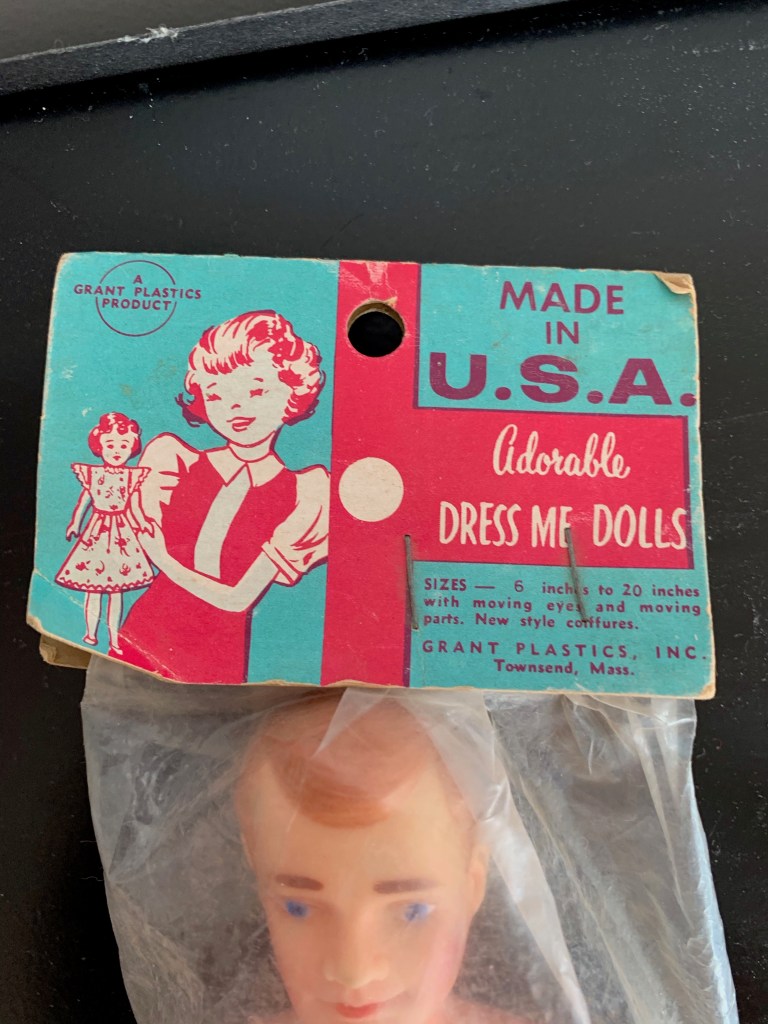 A
GRANT PLASTICS
PRODUCT
MADE
IN
U.S.A.
Adorable
DRESS ME DOLLS
SIZES — 6 inches to 20 inches
with moving eyes and moving
parts. New style coiffures.
GRANT PLASTICS, INC.
Townsend, Mass.